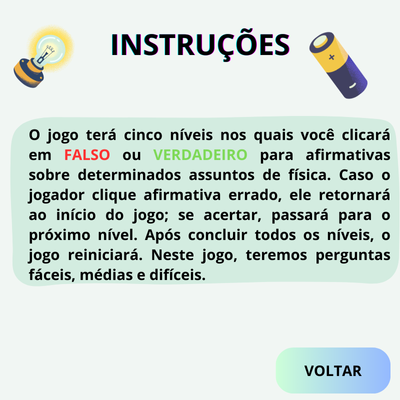 INSTRUÇÕES
O jogo terá cinco níveis nos quais você clicará
em FALSO ou VERDADEIRO para afirmativas
sobre determinados assuntos de física. Caso o
jogador clique afirmativa errado, ele retornará
ao início do jogo; se acertar, passará para o
próximo nível. Após concluir todos os níveis, o
jogo reiniciará. Neste jogo, teremos perguntas
fáceis, médias e difíceis.
VOLTAR